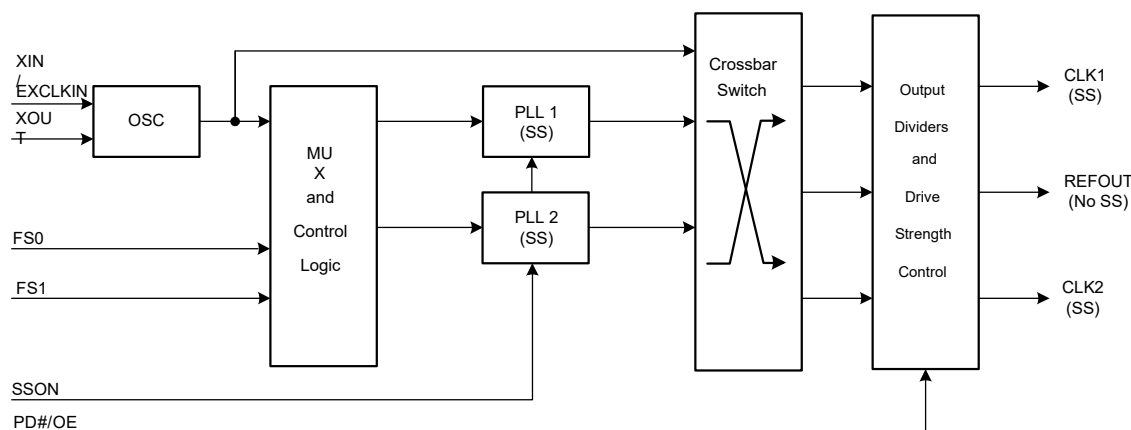 XIN
/
EXCLKIN
XOU
T
OSC
FS0
FS1
SSON
PD#/OE
MU
X
and
Control
Logic
PLL 1
(SS)
PLL 2
(SS)
Crossbar
Switch
Output
Dividers
and
Drive
Strength
Control
CLK1
(SS)
REFOUT
(No SS)
CLK2
(SS)